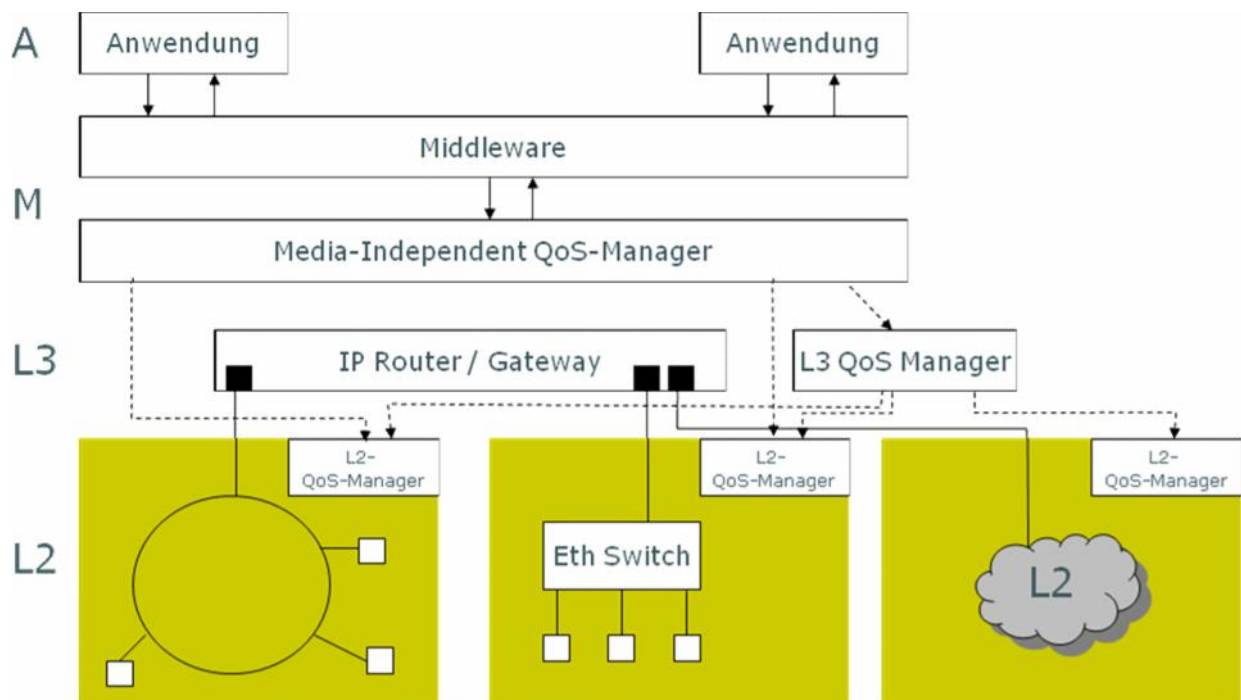 A
Anwendung
Anwendung
Middleware
M
Media-Independent QoS-Manager
L3
IP Router / Gateway
L3 QoS Manager
L2-
QoS-Manager
L2-
QoS-Manager
L2-
QoS-Manager
L2
Eth Switch
L2